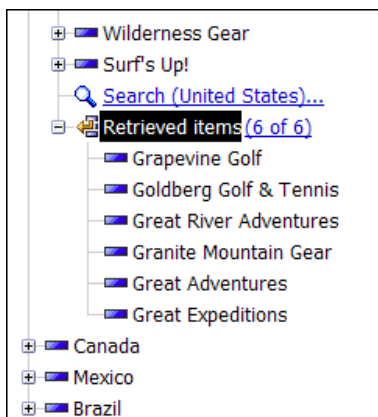 Wilderness Gear
Surf's Up!
Search (United States)...
Retrieved items (6 of 6)
Grapevine Golf
Goldberg Golf & Tennis
Great River Adventures
Granite Mountain Gear
Great Adventures
Great Expeditions
Canada
Mexico
Brazil